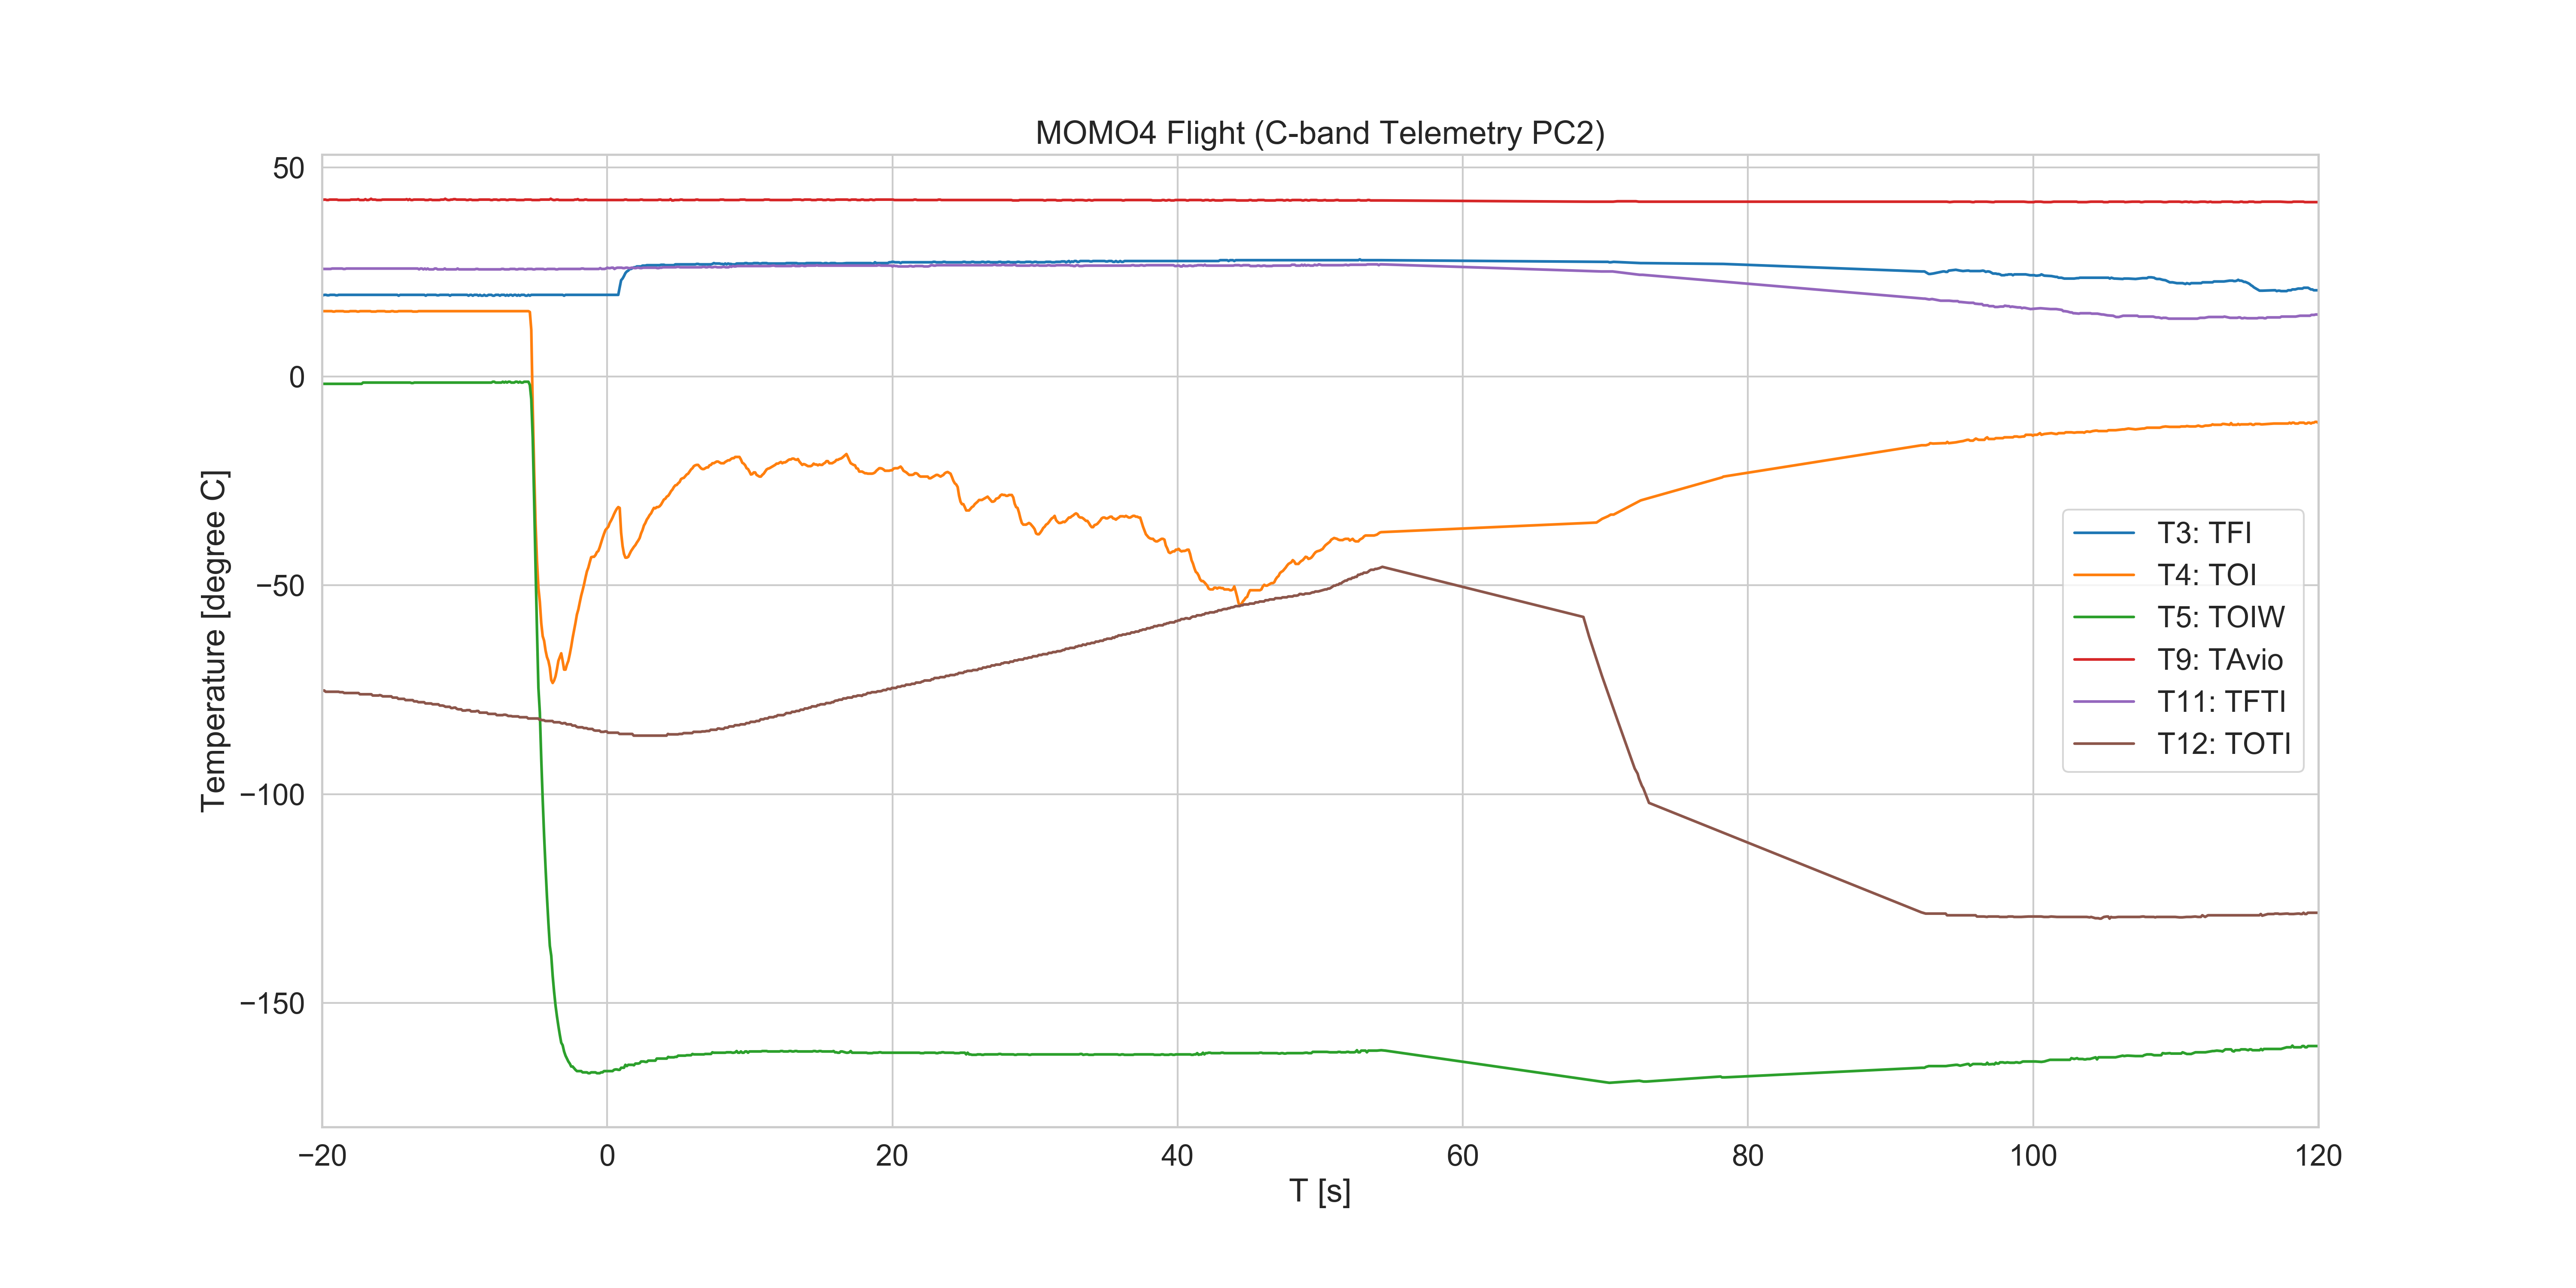 MOMO4 Flight (C-band Telemetry PC2)
50
0
−50
−100
−150
Temperature [degree C]
−20 0 20 40 60 80 100 120
T [s]
T3: TFI
T4: TOI
T5: TOIW
T9: TAvio
T11: TFTI
T12: TOTI